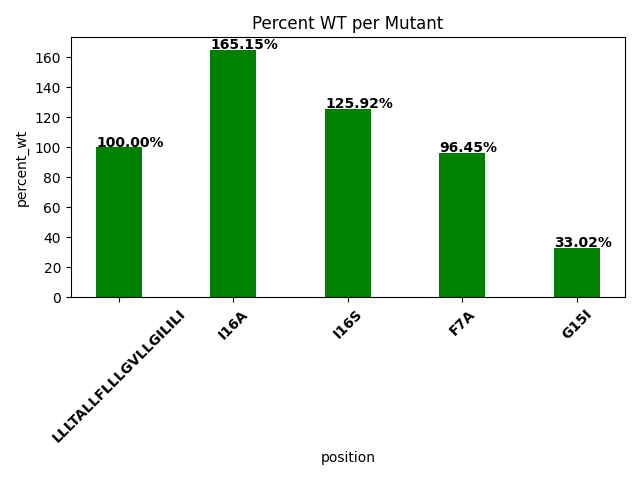 Percent WT per Mutant
percent_wt
160
140
120
100
80
60
40
20
0
100.00%
165.15%
125.92%
96.45%
33.02%
LLLTALLFLLLGVLLGILILI
I16A
I16S
F7A
G15I
position